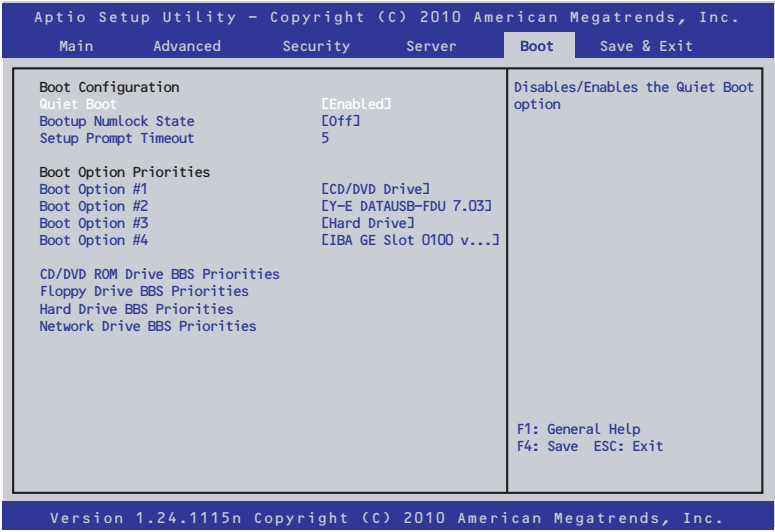 Aptio Setup Utility – Copyright (C) 2010 American Megatrends, Inc.
Main Advanced Security Server Boot Save & Exit
Boot Configuration
Quiet Boot [Enabled]
Bootup Numlock State [Off]
Setup Prompt Timeout 5
Boot Option Priorities
Boot Option #1 [CD/DVD Drive]
Boot Option #2 [Y-E DATAUSB-FDU 7.03]
Boot Option #3 [Hard Drive]
Boot Option #4 [IBA GE Slot 0100 v...]
CD/DVD ROM Drive BBS Priorities
Floppy Drive BBS Priorities
Hard Drive BBS Priorities
Network Drive BBS Priorities
Disables/Enables the Quiet Boot
option
F1: General Help
F4: Save ESC: Exit
Version 1.24.1115n Copyright (C) 2010 American Megatrends, Inc.